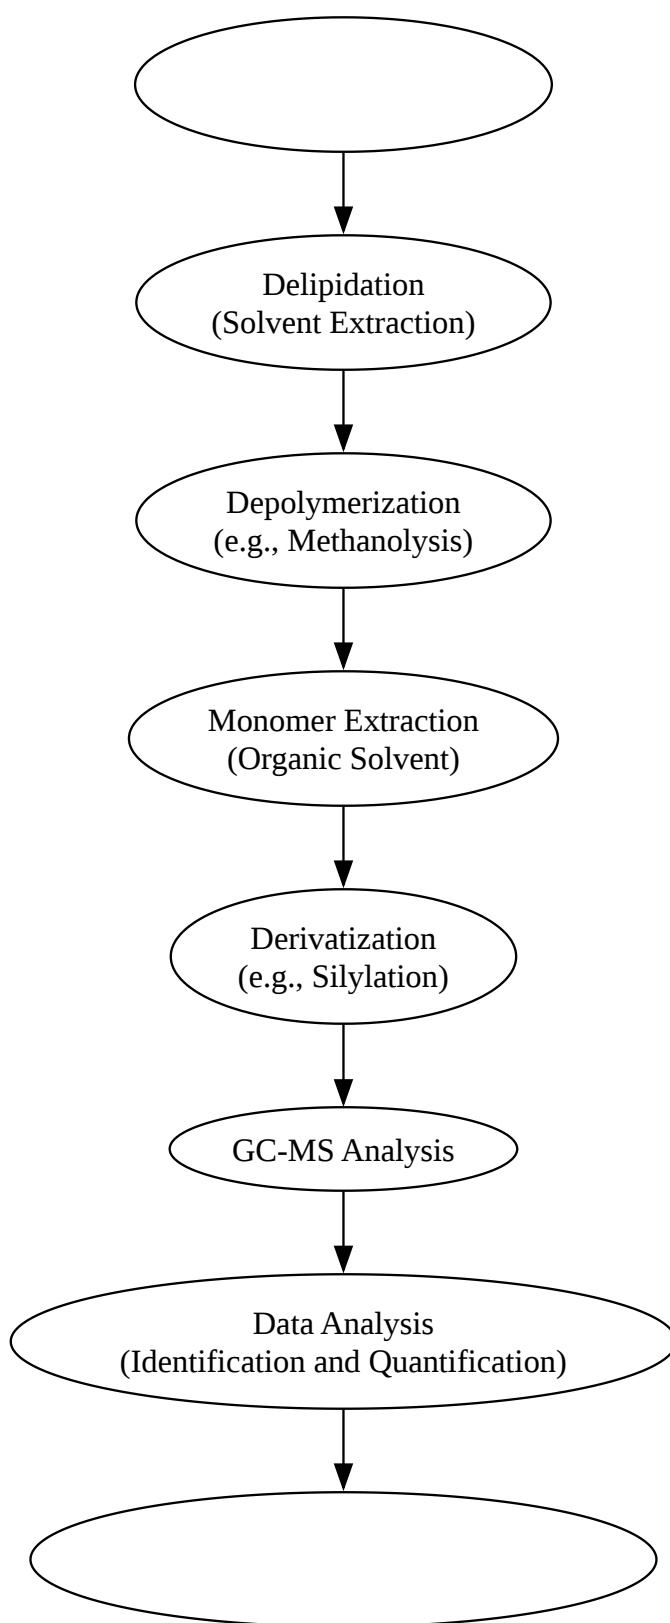 Delipidation
(Solvent Extraction)
Depolymerization
(e.g., Methanolysis)
Monomer Extraction
(Organic Solvent)
Derivatization
(e.g., Silylation)
GC-MS Analysis
Data Analysis
(Identification and Quantification)